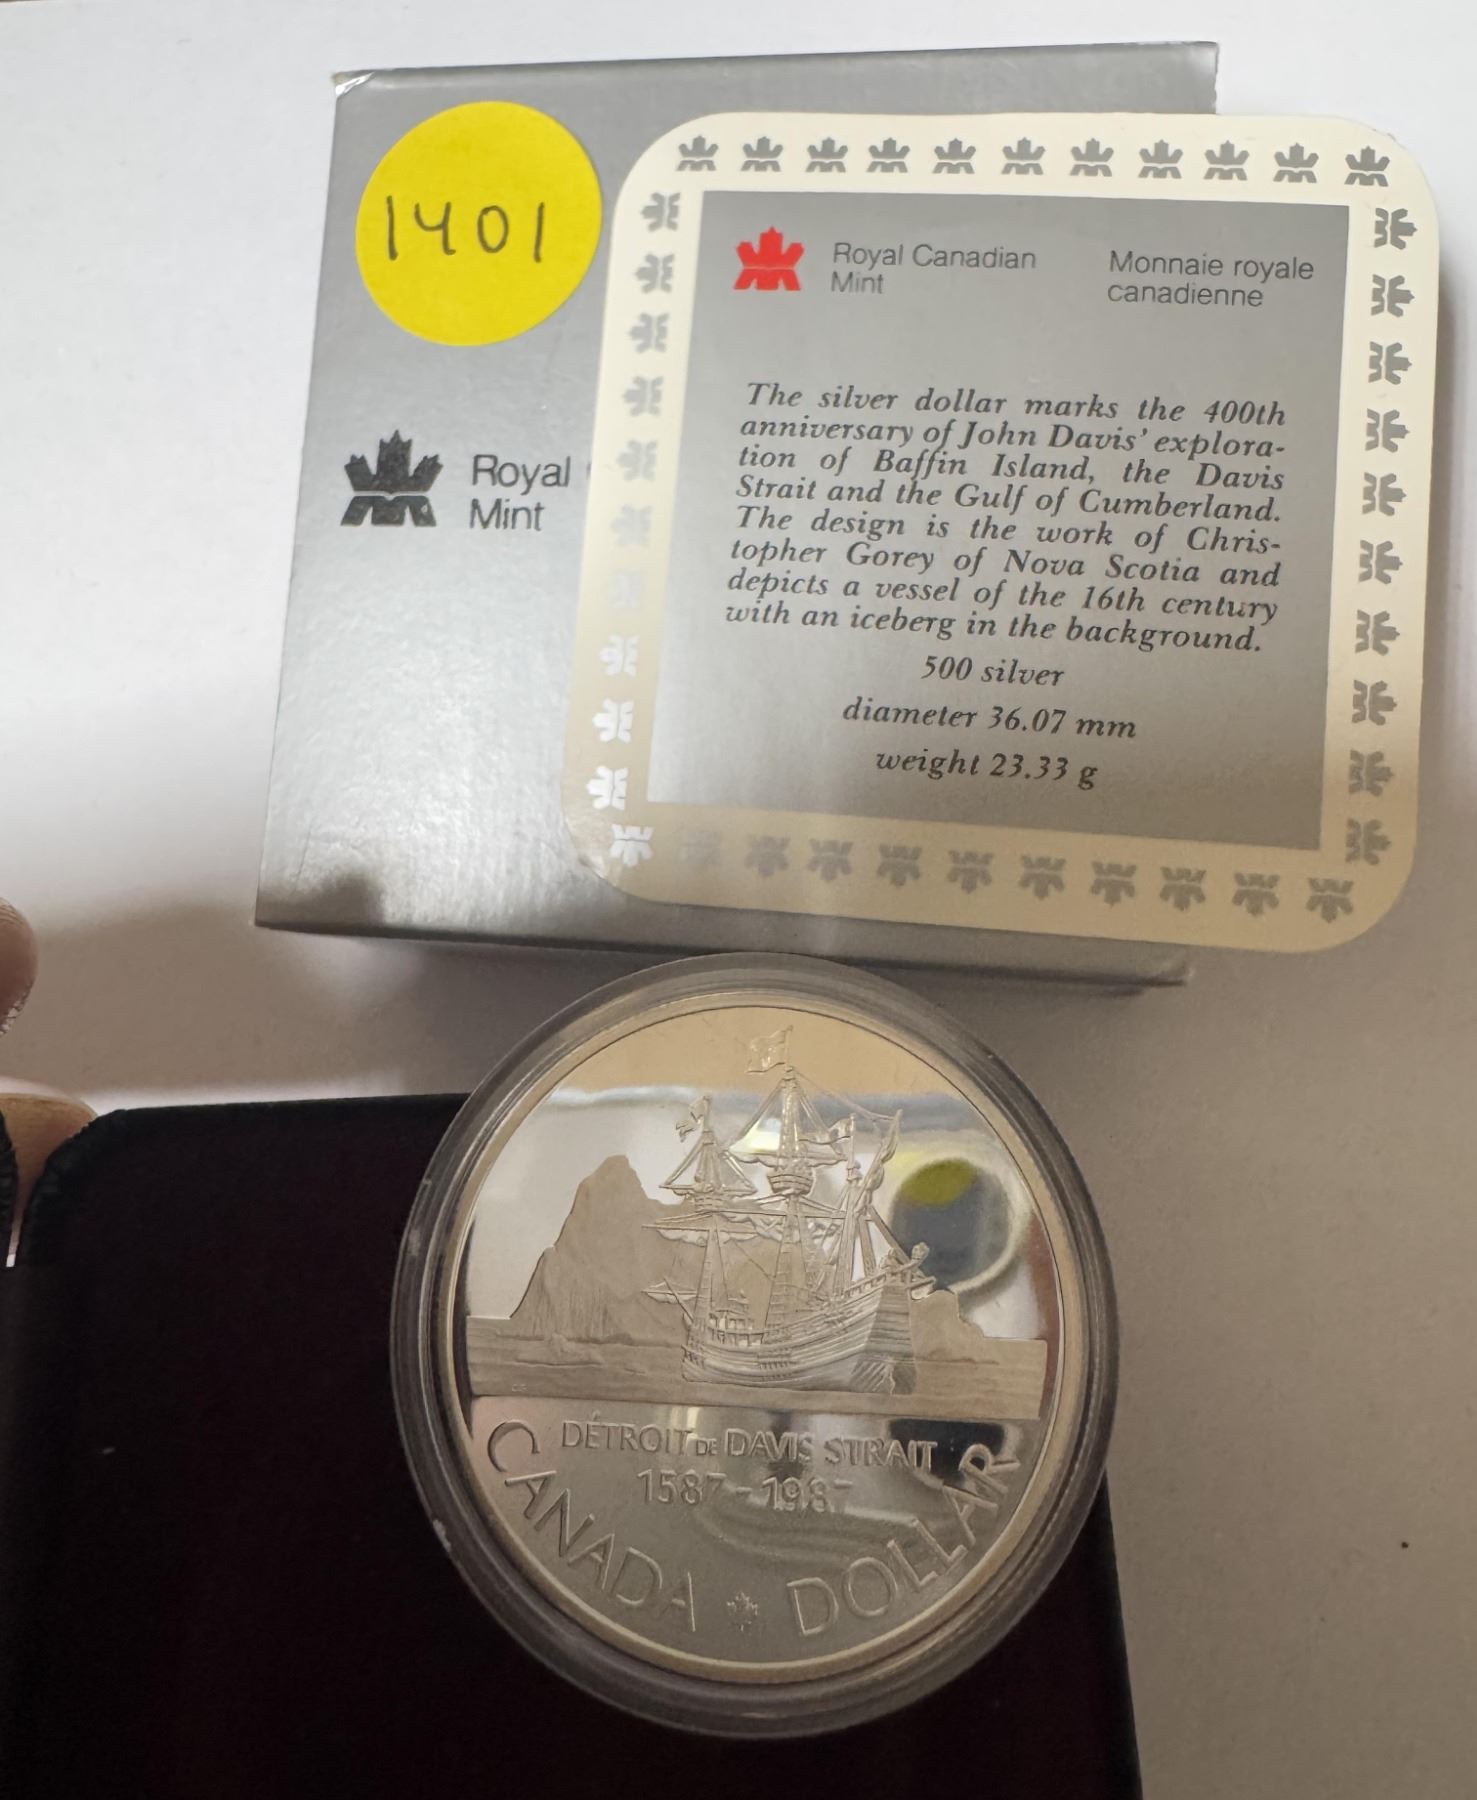 1401
Royal
Mint
Royal Canadian
Mint
Monnaie royale
canadienne
The silver dollar marks the 400th
anniversary of John Davis' explora-
tion of Baffin Island, the Davis
Strait and the Gulf of Cumberland.
The design is the work of Chris-
topher Gorey of Nova Scotia and
depicts a vessel of the 16th century
with an iceberg in the background.
500 silver
diameter 36.07 mm
weight 23.33 g
DÉTROIT DE DAVIS STRAIT
1587-1987
CANADA DOLLAR